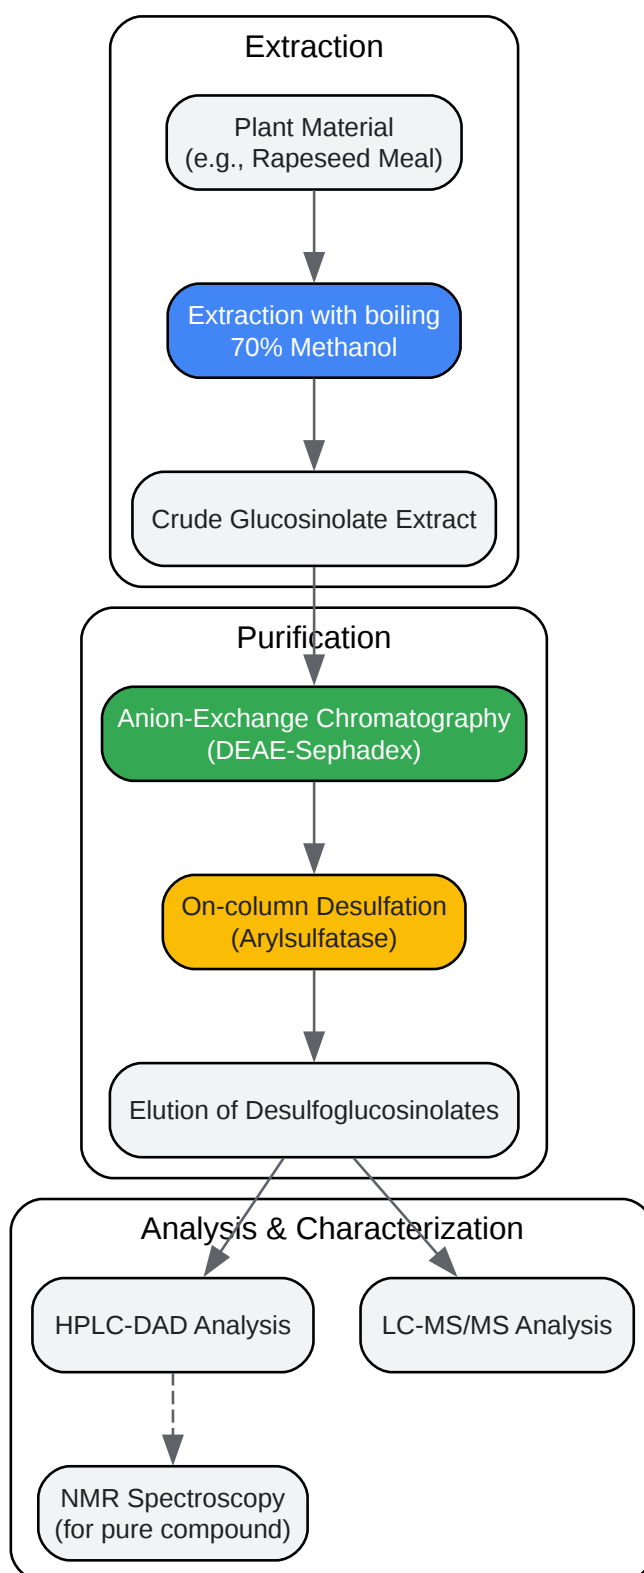 Extraction
Plant Material
(e.g., Rapeseed Meal)
Extraction with boiling
70% Methanol
Crude Glucosinolate Extract
Purification
Anion-Exchange Chromatography
(DEAE-Sephadex)
On-column Desulfation
(Arylsulfatase)
Elution of Desulfoglucosinolates
Analysis & Characterization
HPLC-DAD Analysis
LC-MS/MS Analysis
NMR Spectroscopy
(for pure compound)